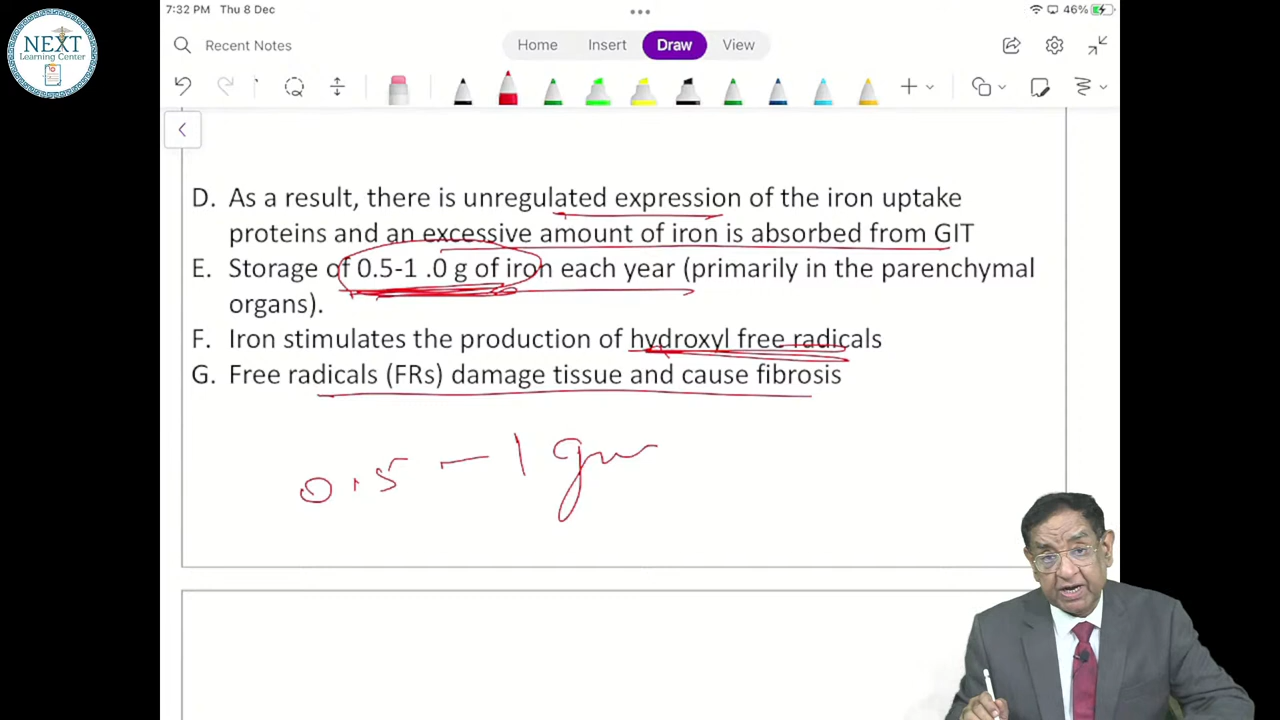 7:32 PM Thu 8 Dec
46%
NEXT
Learning Center
Recent Notes
Home Insert Draw View
D. As a result, there is unregulated expression of the iron uptake
proteins and an excessive amount of iron is absorbed from GIT
E. Storage of 0.5-1 .0 g of iron each year (primarily in the parenchymal
organs).
F. Iron stimulates the production of hydroxyl free radicals
G. Free radicals (FRs) damage tissue and cause fibrosis
0.5 - 1 gm